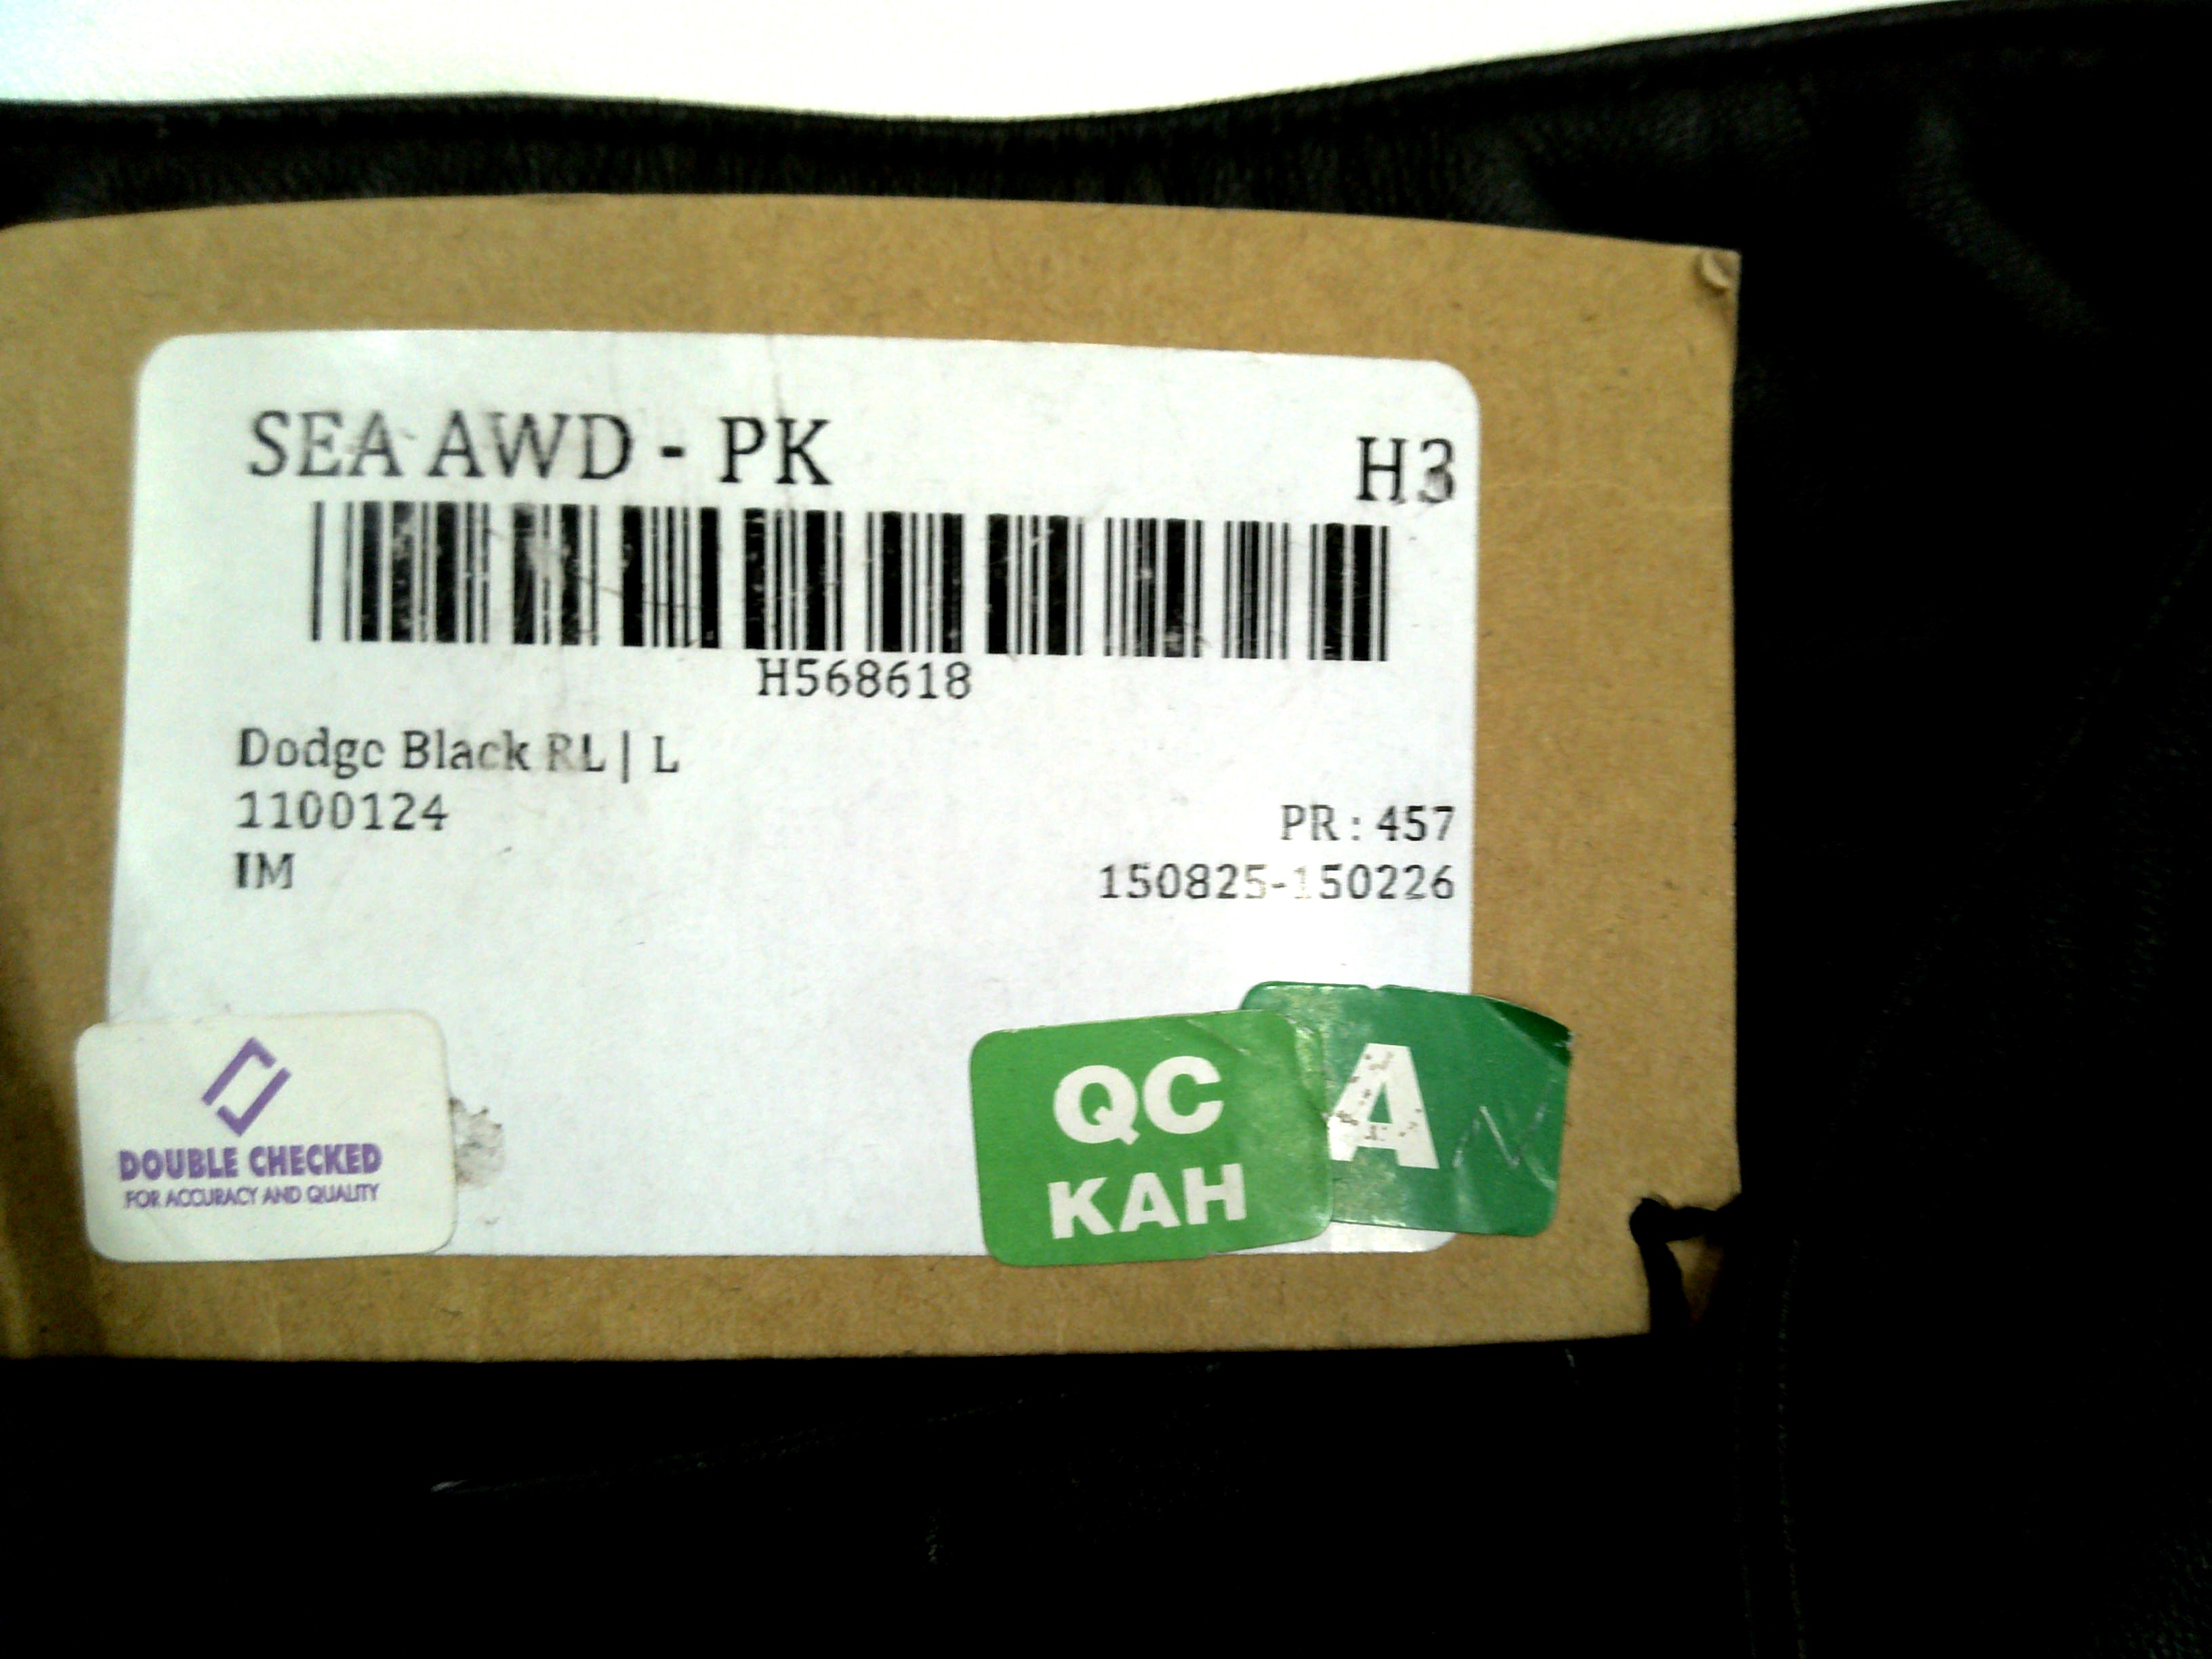 SEA AWD - PK
H3
H568618
Dodge Black RL | L
1100124
PR : 457
IM
150825-150226
DOUBLE CHECKED
FOR ACCURACY AND QUALITY
QC
KAH
A